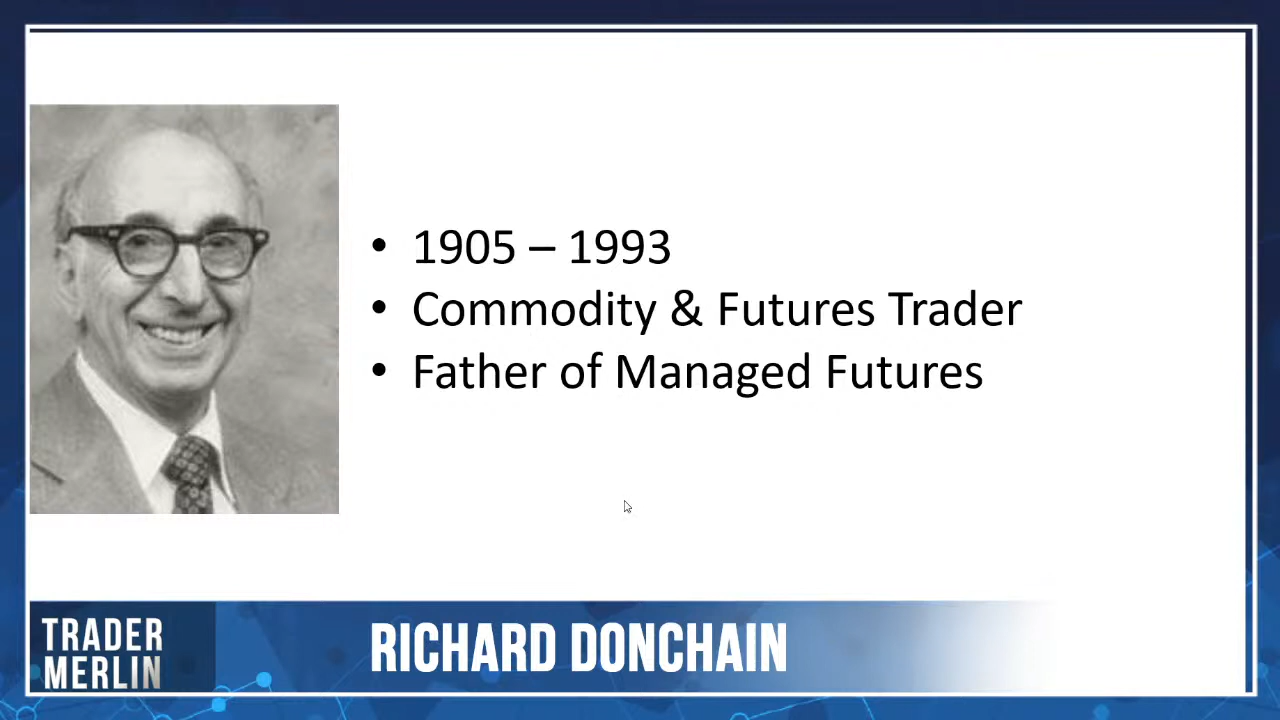 • 1905 – 1993
• Commodity & Futures Trader
• Father of Managed Futures
TRADER
MERLIN
RICHARD DONCHAIN